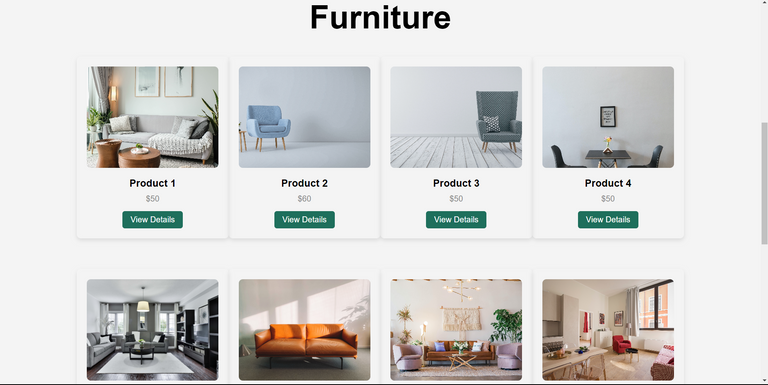 Furniture
Product 1
$50
View Details
Product 2
$60
View Details
Product 3
$50
View Details
Product 4
$50
View Details